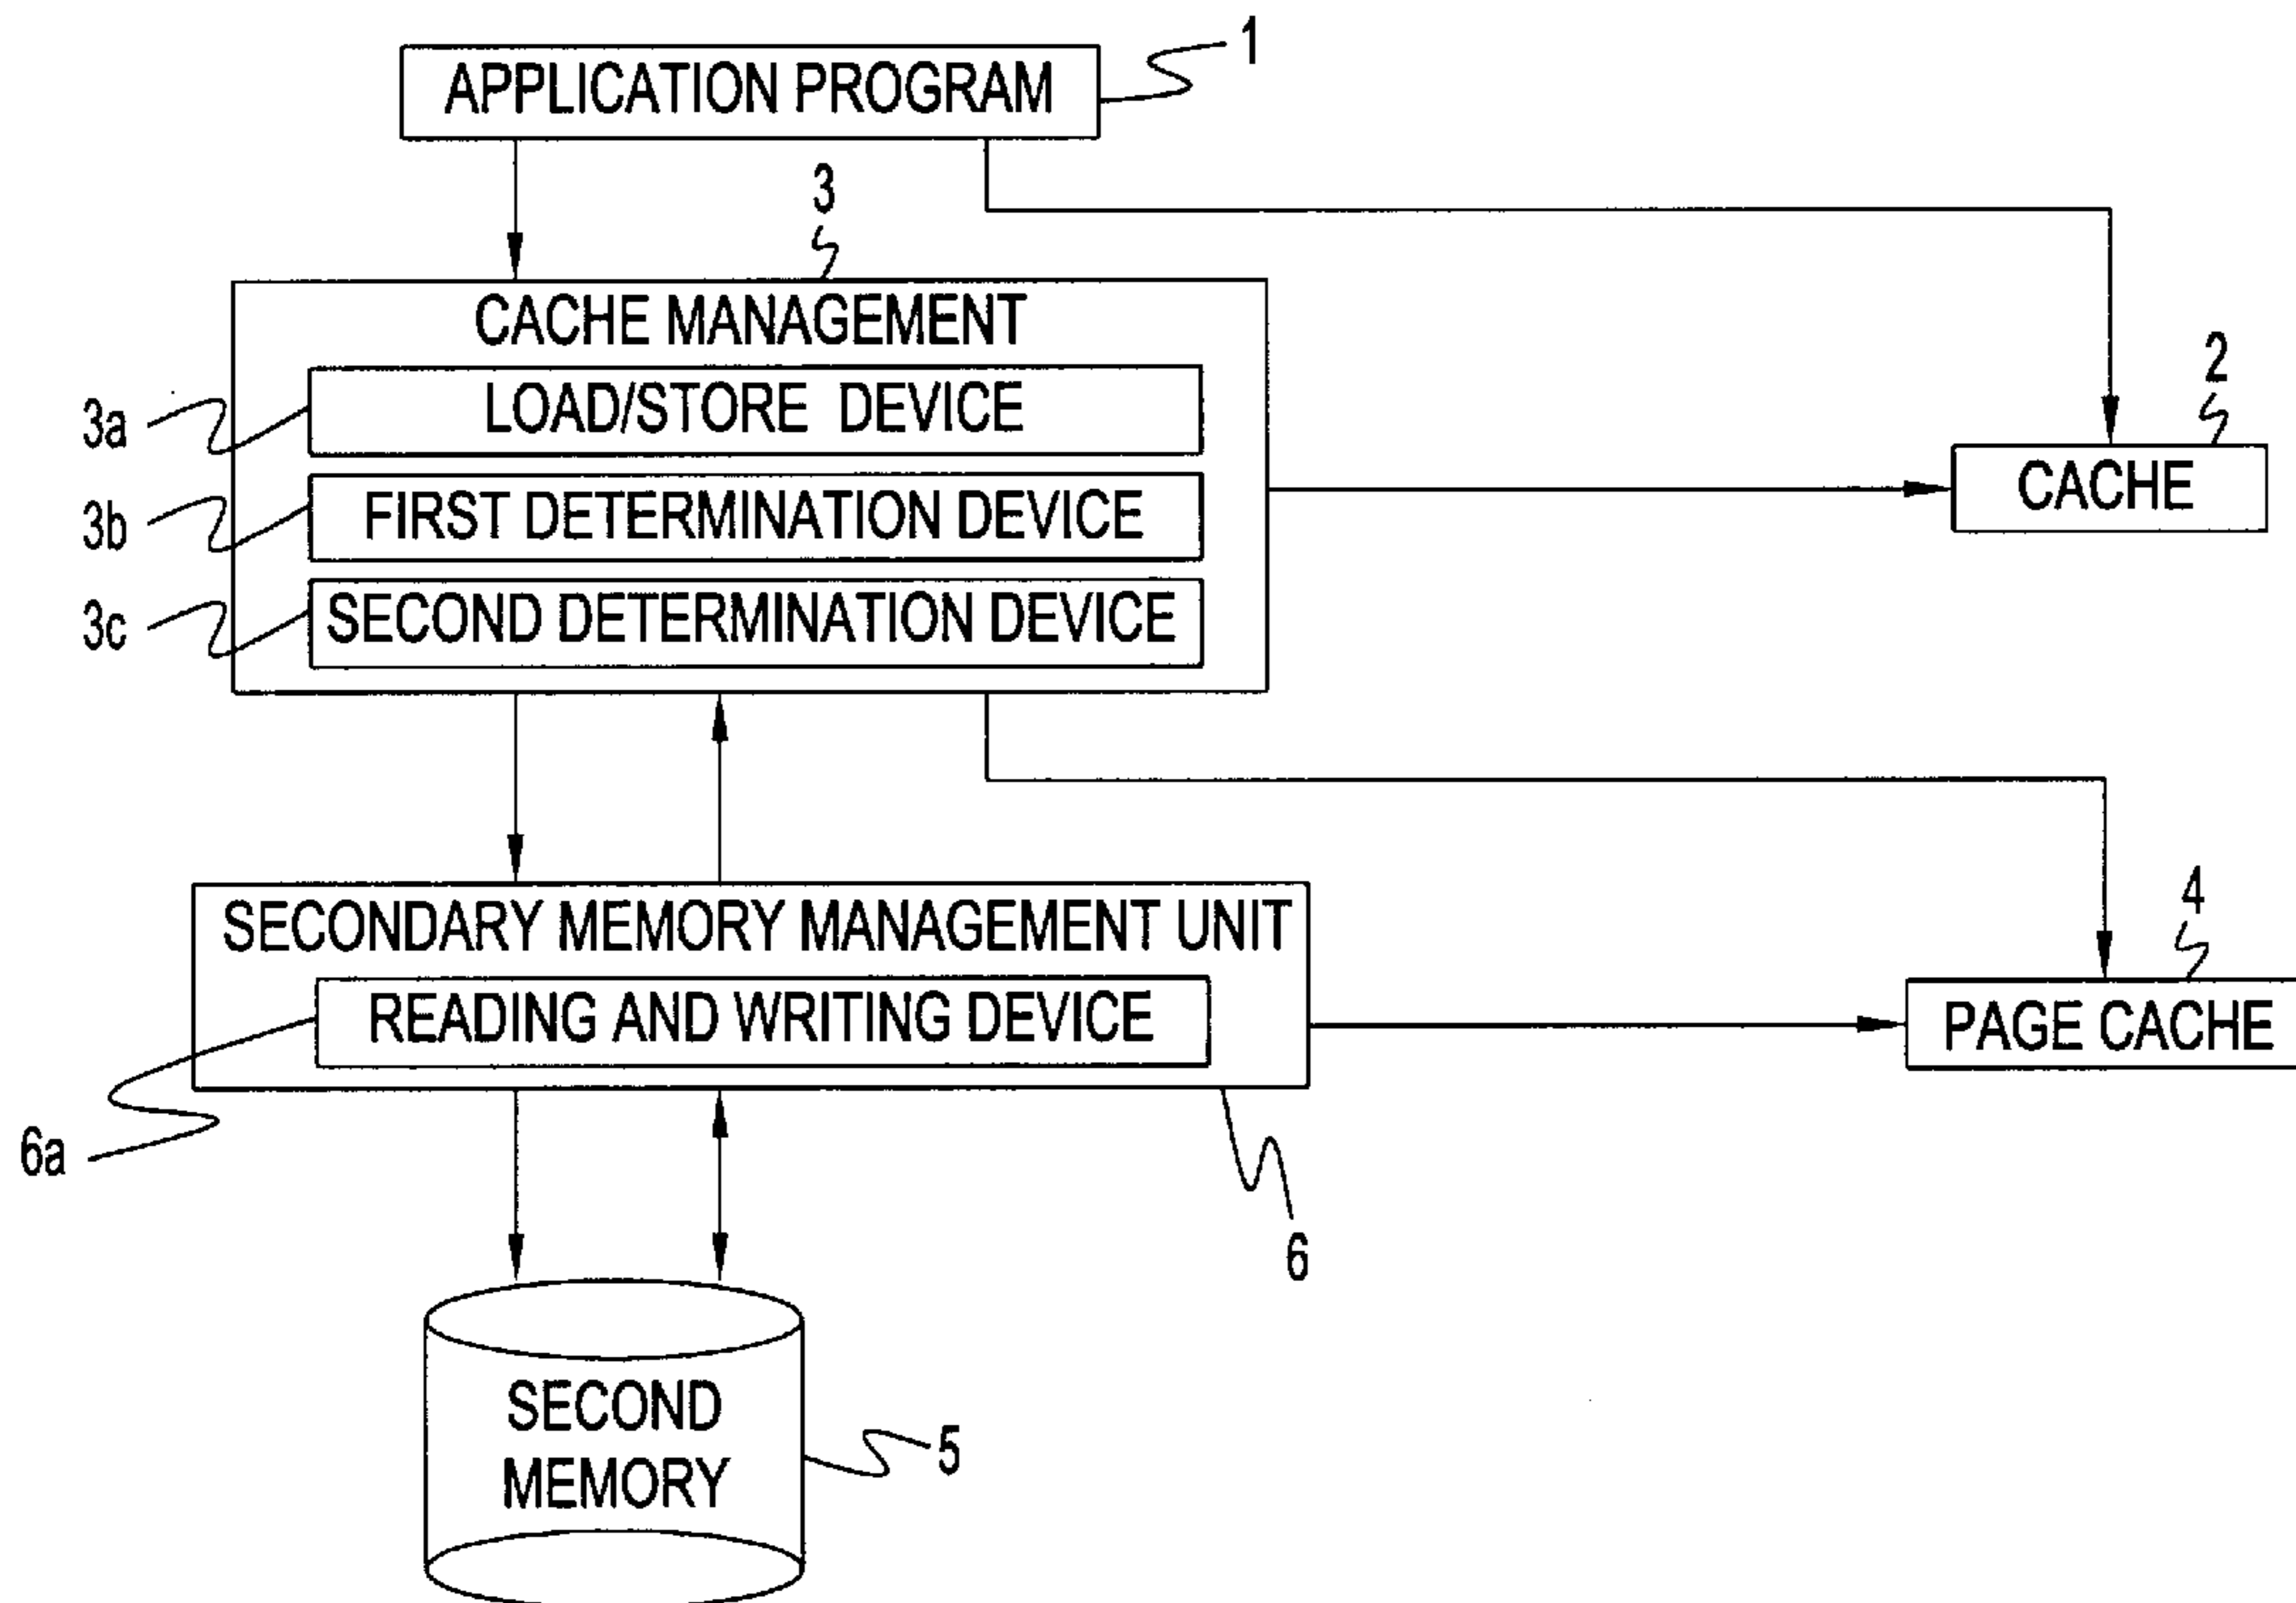 1
APPLICATION PROGRAM
3
CACHE MANAGEMENT
2
3a
LOAD/STORE DEVICE
CACHE
3b
FIRST DETERMINATION DEVICE
3c
SECOND DETERMINATION DEVICE
4
SECONDARY MEMORY MANAGEMENT UNIT
READING AND WRITING DEVICE
PAGE CACHE
6a
6
SECOND
MEMORY
5